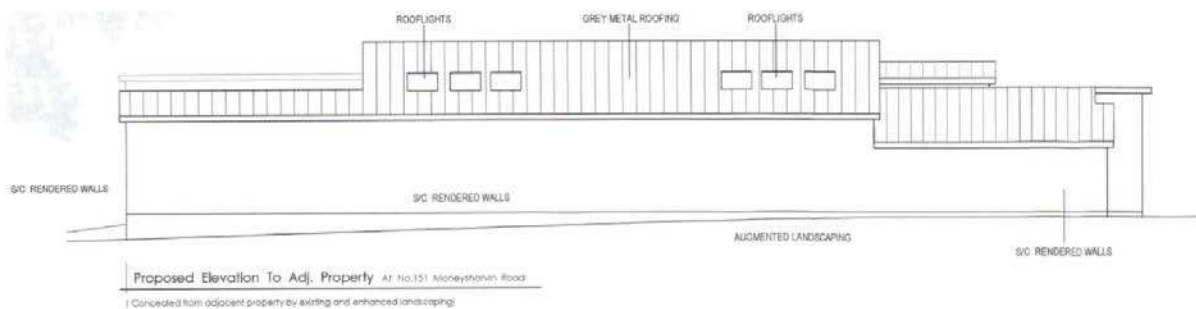 ROOFLIGHTS
GREY METAL ROOFING
ROOFLIGHTS
S/C RENDERED WALLS
S/C RENDERED WALLS
AUGMENTED LANDSCAPING
S/C RENDERED WALLS
Proposed Elevation To Adj. Property At No.151 Moneysharvin Road
( Concealed from adjacent property by existing and enhanced landscaping)